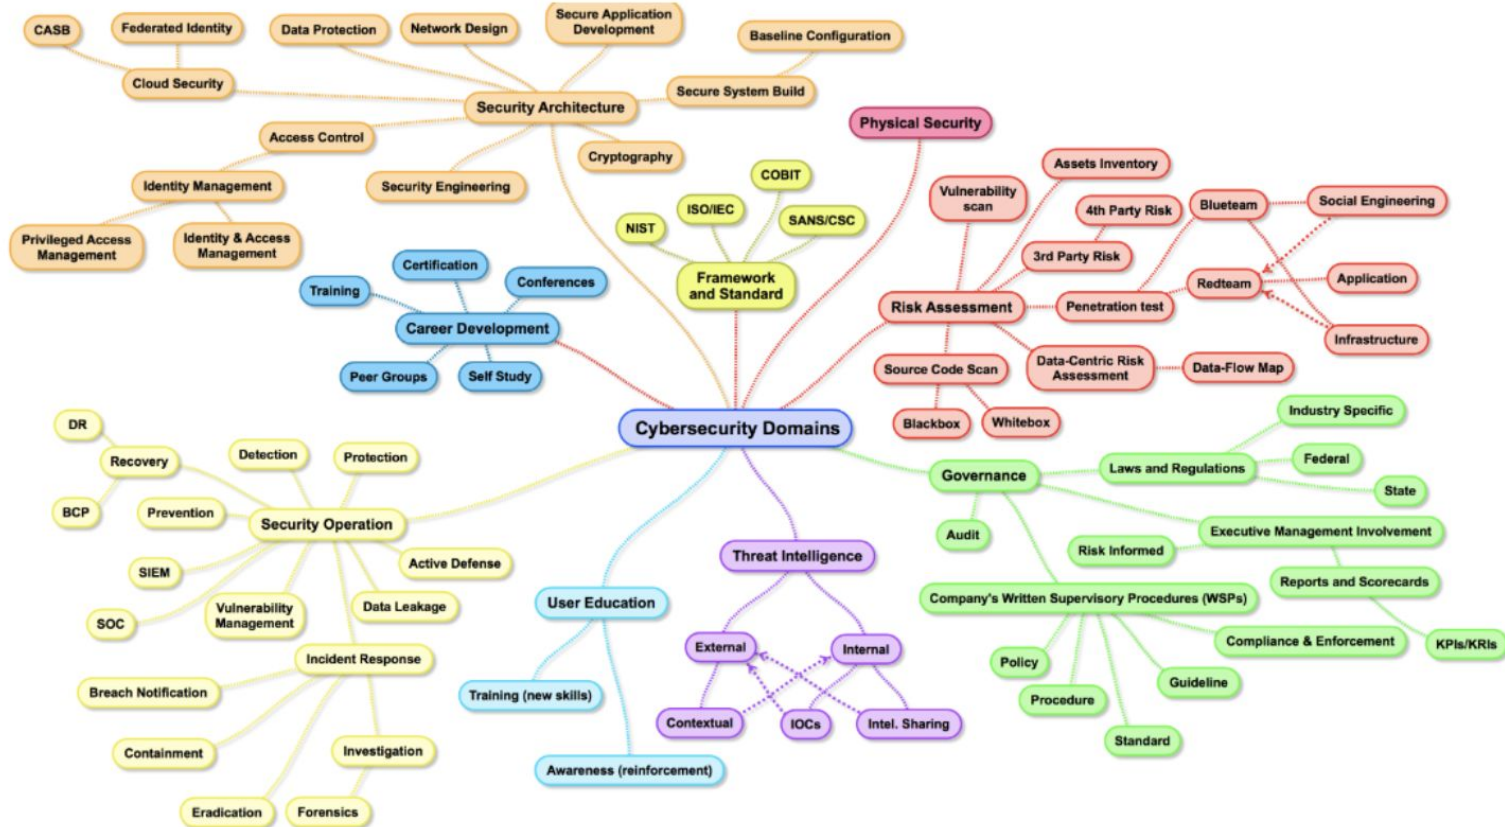 CASB
Federated Identity
Data Protection
Network Design
Secure Application
Development
Baseline Configuration
Cloud Security
Secure System Build
Security Architecture
Physical Security
Access Control
Cryptography
Identity Management
Security Engineering
Privileged Access
Management
Identity & Access
Management
COBIT
ISO/IEC
SANS/CSC
NIST
Framework
and Standard
Assets Inventory
Vulnerability
scan
4th Party Risk
3rd Party Risk
Blueteam
Social Engineering
Redteam
Application
Risk Assessment
Penetration test
Infrastructure
Source Code Scan
Data-Centric Risk
Assessment
Data-Flow Map
Blackbox
Whitebox
Certification
Training
Conferences
Career Development
Peer Groups
Self Study
Cybersecurity Domains
Industry Specific
Laws and Regulations
Federal
State
Governance
Audit
Executive Management Involvement
Risk Informed
Reports and Scorecards
KPIs/KRIs
Company's Written Supervisory Procedures (WSPs)
Compliance & Enforcement
Policy
Procedure
Guideline
Standard
DR
Recovery
BCP
Detection
Protection
Prevention
Security Operation
SIEM
Active Defense
SOC
Vulnerability
Management
Data Leakage
Incident Response
Breach Notification
Containment
Investigation
Eradication
Forensics
User Education
Training (new skills)
Awareness (reinforcement)
Threat Intelligence
External
Internal
Contextual
IOCs
Intel. Sharing